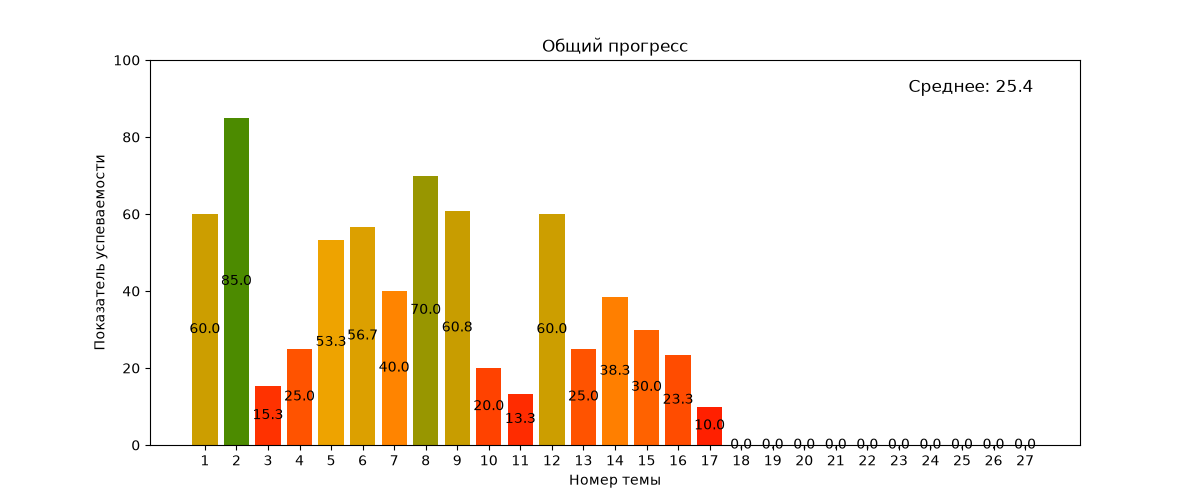 Общий прогресс
Среднее: 25.4
Показатель успеваемости
100
80
60
40
20
0
60.0 85.0 15.3 25.0 53.3 56.7 40.0 70.0 60.8 20.0 13.3 60.0 25.0 38.3 30.0 23.3 10.0 0.0 0.0 0.0 0.0 0.0 0.0 0.0 0.0 0.0 0.0
1 2 3 4 5 6 7 8 9 10 11 12 13 14 15 16 17 18 19 20 21 22 23 24 25 26 27
Номер темы